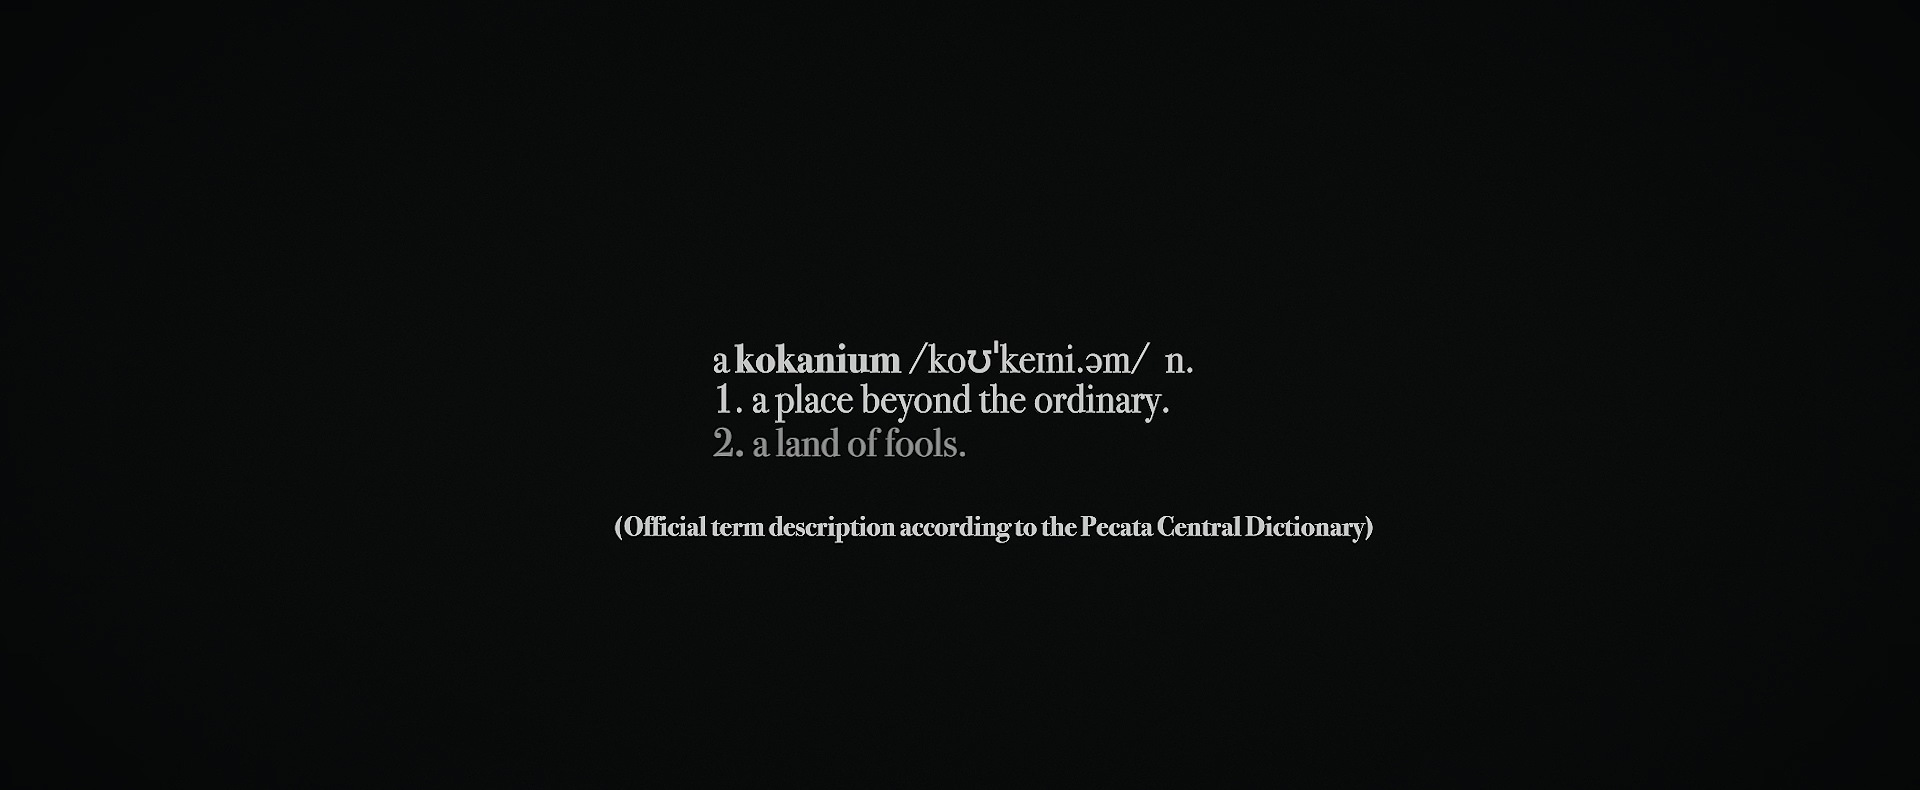 a kokanium /koʊˈkeɪni.əm/ n.
1. a place beyond the ordinary.
2. a land of fools.
(Official term description according to the Pecata Central Dictionary)